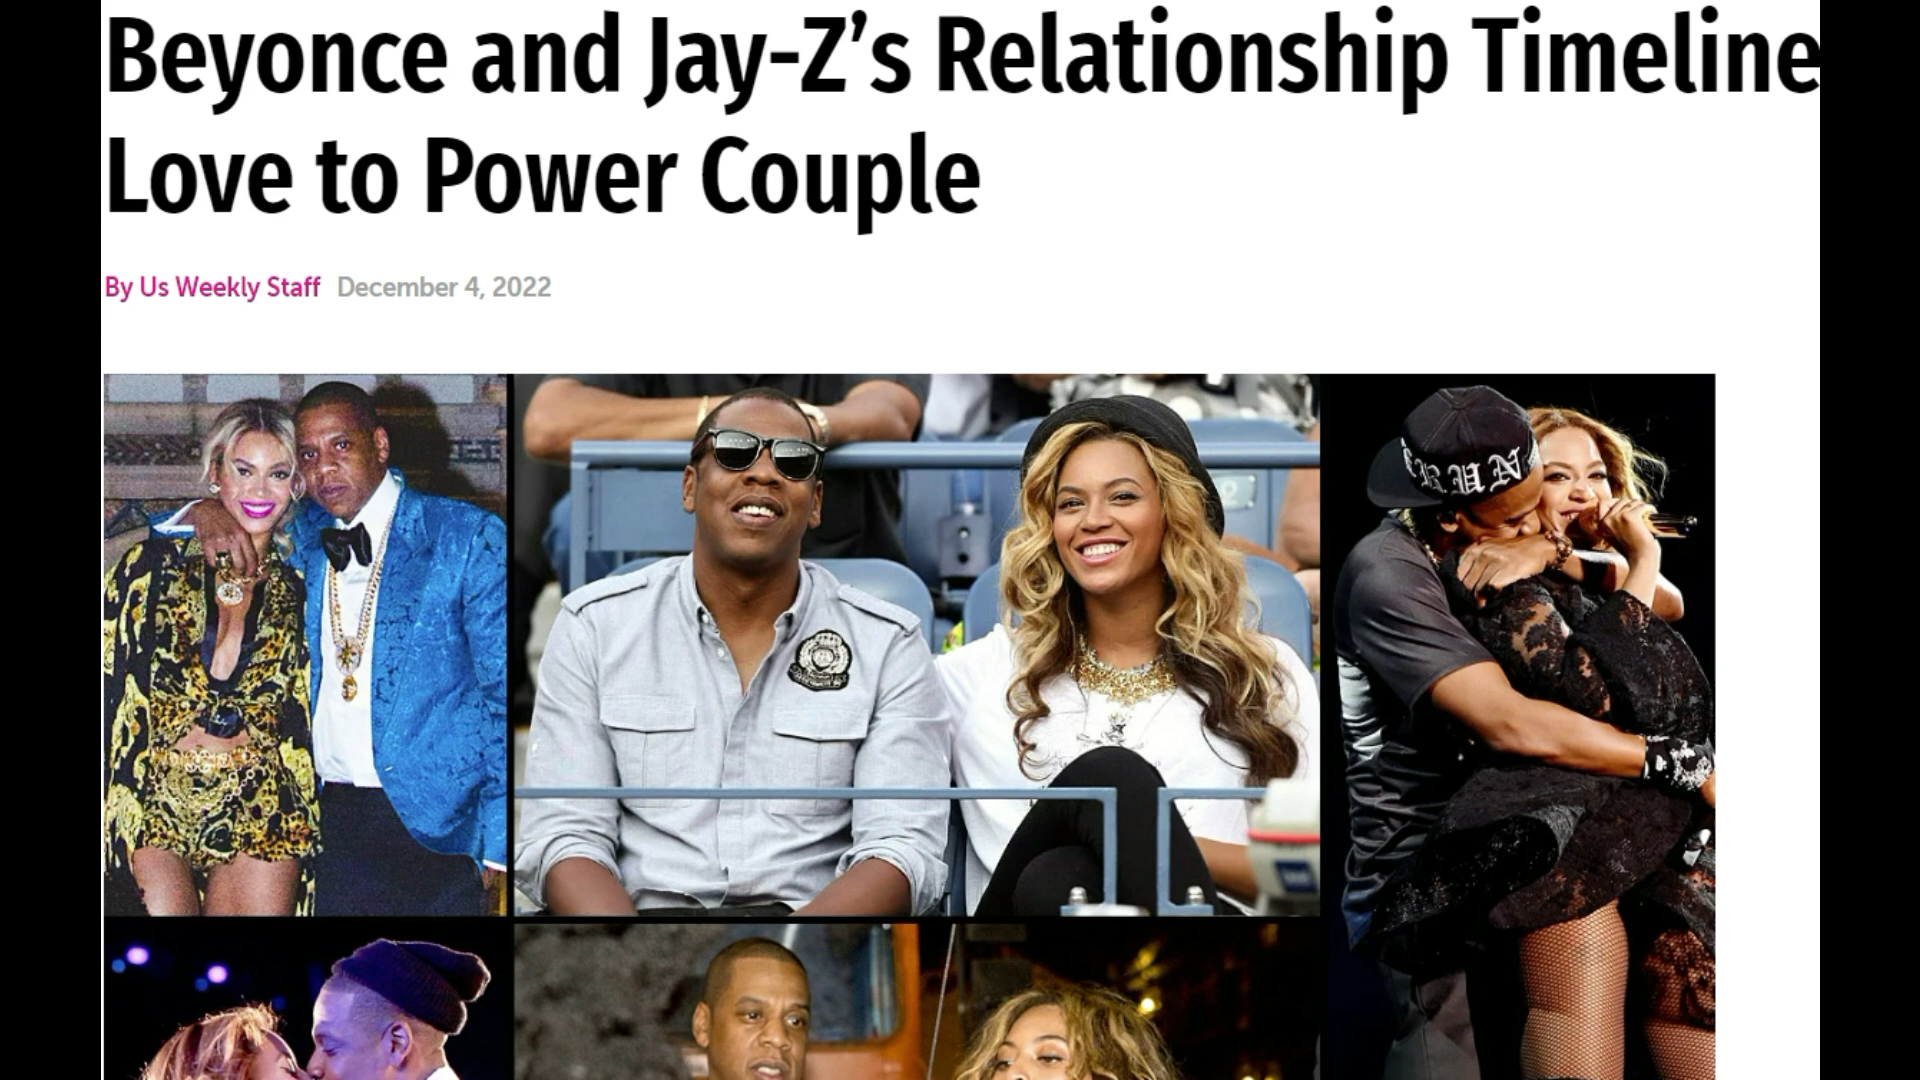 Beyonce and Jay-Z’s Relationship Timeline
Love to Power Couple
By Us Weekly Staff December 4, 2022